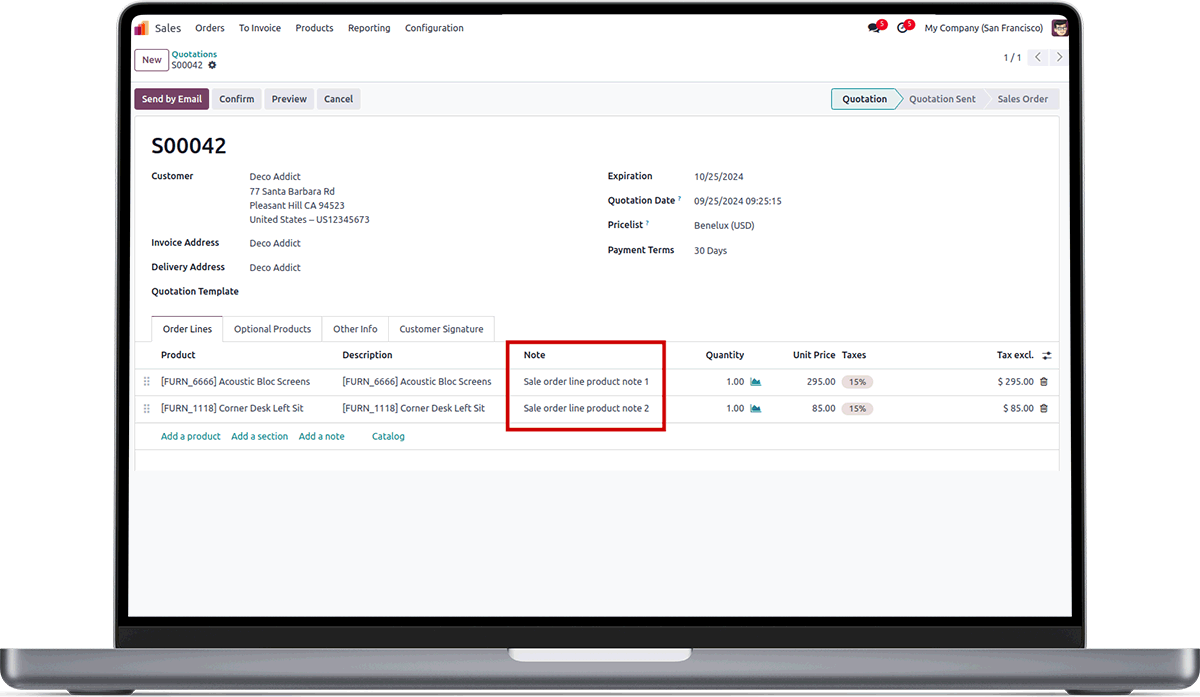 Sales Orders To Invoice Products Reporting Configuration 5 5 My Company (San Francisco)
New Quotations
S00042 1 / 1
Send by Email Confirm Preview Cancel Quotation Quotation Sent Sales Order
S00042
Customer Deco Addict
77 Santa Barbara Rd
Pleasant Hill CA 94523
United States – US12345673
Invoice Address Deco Addict
Delivery Address Deco Addict
Quotation Template
Expiration 10/25/2024
Quotation Date ? 09/25/2024 09:25:15
Pricelist ? Benelux (USD)
Payment Terms 30 Days
Order Lines Optional Products Other Info Customer Signature
Product Description Note Quantity Unit Price Taxes Tax excl.
[FURN_6666] Acoustic Bloc Screens [FURN_6666] Acoustic Bloc Screens Sale order line product note 1 1.00 295.00 15% $ 295.00
[FURN_1118] Corner Desk Left Sit [FURN_1118] Corner Desk Left Sit Sale order line product note 2 1.00 85.00 15% $ 85.00
Add a product Add a section Add a note Catalog